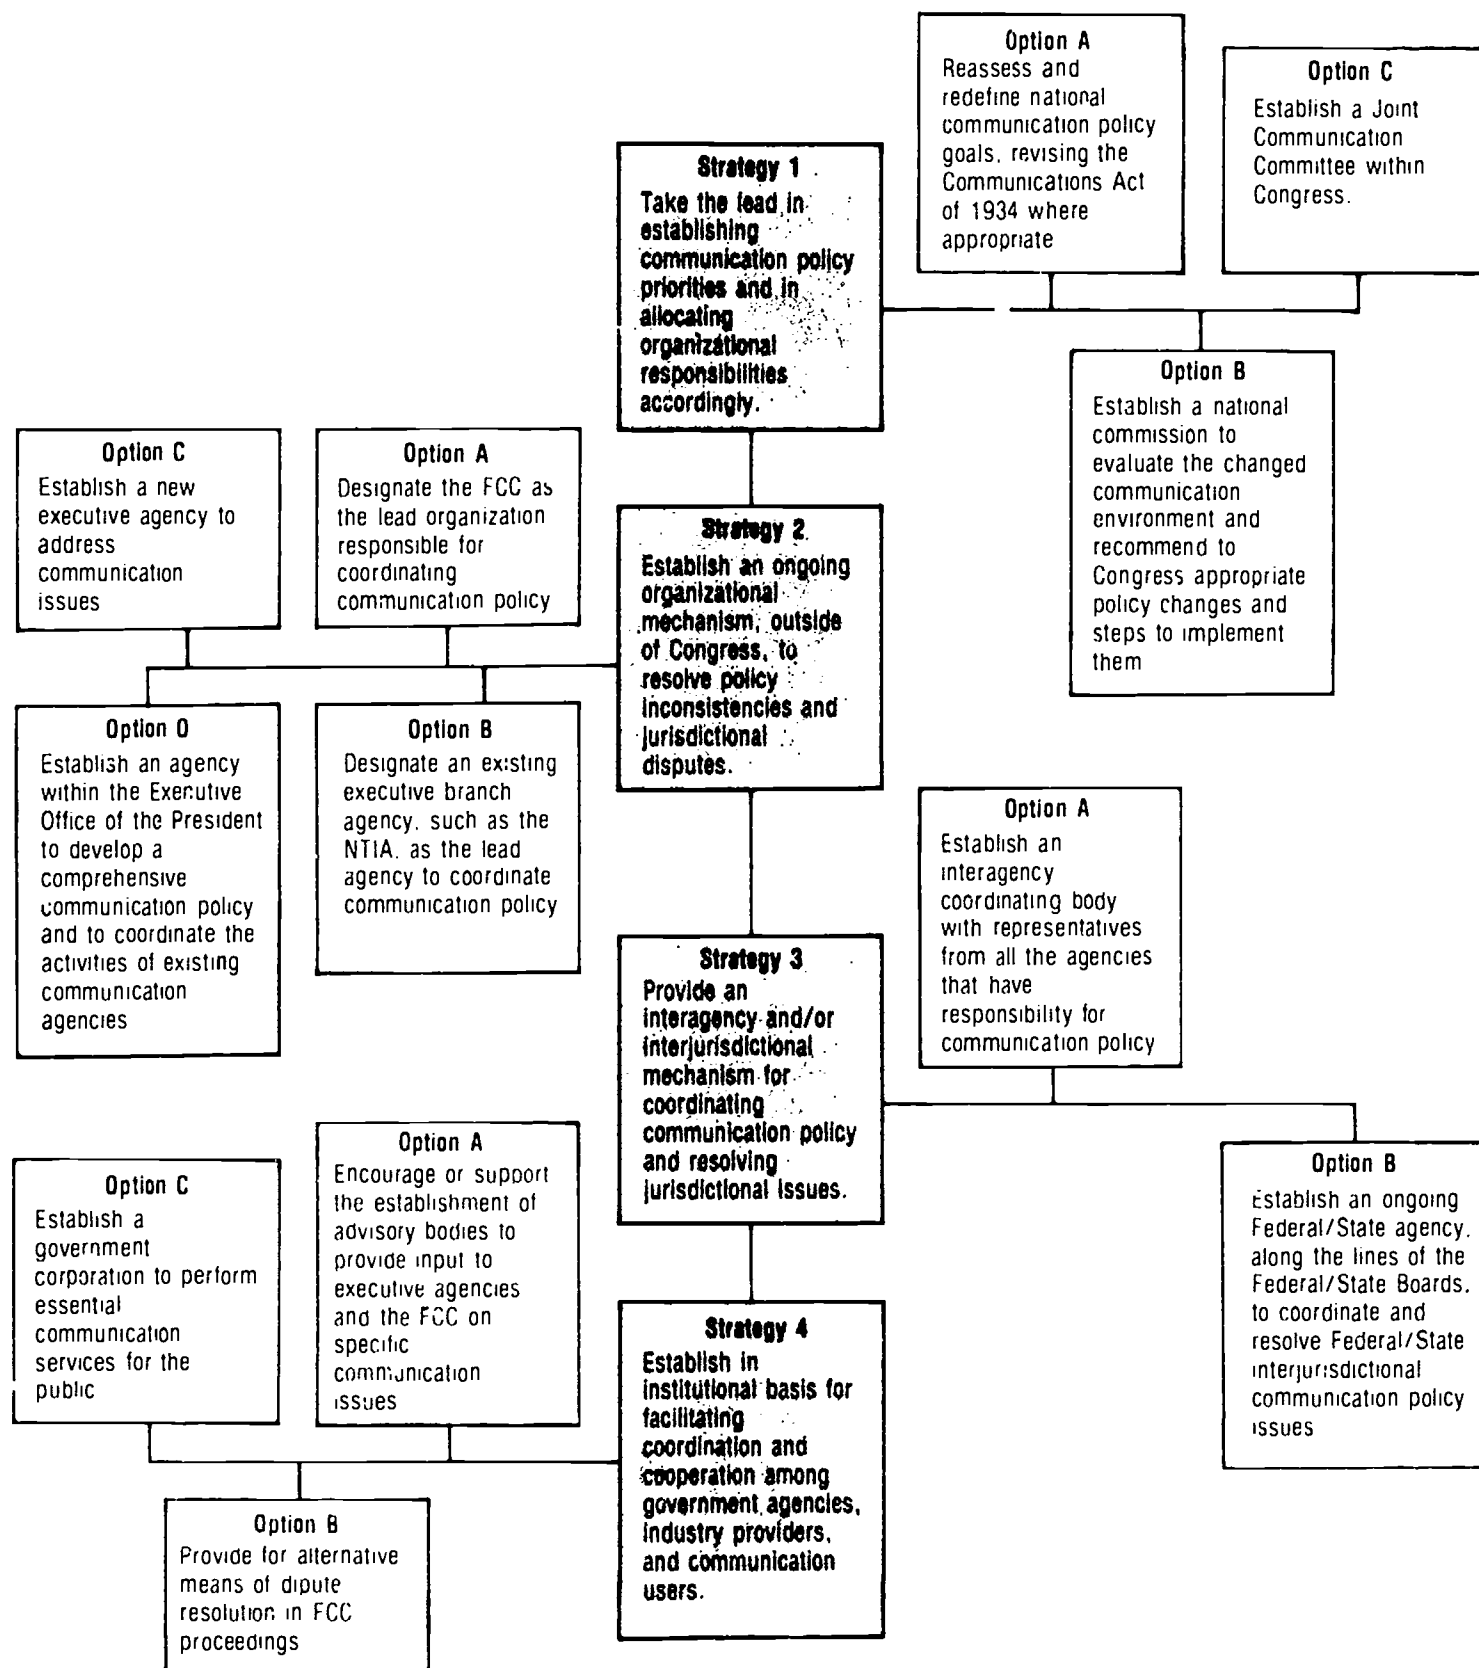 Strategy 1
Take the lead in
establishing
communication policy
priorities and in
allocating
organizational
responsibilities
accordingly.
Option A
Reassess and
redefine national
communication policy
goals, revising the
Communications Act
of 1934 where
appropriate
Option C
Establish a Joint
Communication
Committee within
Congress.
Option B
Establish a national
commission to
evaluate the changed
communication
environment and
recommend to
Congress appropriate
policy changes and
steps to implement
them
Option C
Establish a new
executive agency to
address
communication
issues
Option A
Designate the FCC as
the lead organization
responsible for
coordinating
communication policy
Strategy 2
Establish an ongoing
organizational
mechanism, outside
of Congress, to
resolve policy
inconsistencies and
jurisdictional
disputes.
Option D
Establish an agency
within the Executive
Office of the President
to develop a
comprehensive
communication policy
and to coordinate the
activities of existing
communication
agencies
Option B
Designate an existing
executive branch
agency, such as the
NTIA, as the lead
agency to coordinate
communication policy
Strategy 3
Provide an
interagency and/or
interjurisdictional
mechanism for
coordinating
communication policy
and resolving
jurisdictional issues.
Option A
Establish an
interagency
coordinating body
with representatives
from all the agencies
that have
responsibility for
communication policy
Option B
Establish an ongoing
Federal/State agency,
along the lines of the
Federal/State Boards,
to coordinate and
resolve Federal/State
interjurisdictional
communication policy
issues
Option C
Establish a
government
corporation to perform
essential
communication
services for the
public
Option A
Encourage or support
the establishment of
advisory bodies to
provide input to
executive agencies
and the FCC on
specific
communication
issues
Strategy 4
Establish in
institutional basis for
facilitating
coordination and
cooperation among
government agencies,
industry providers,
and communication
users.
Option B
Provide for alternative
means of dipute
resolution in FCC
proceedings